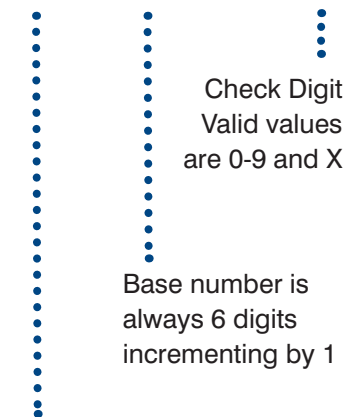 Check Digit
Valid values
are 0-9 and X
Base number is
always 6 digits
incrementing by 1